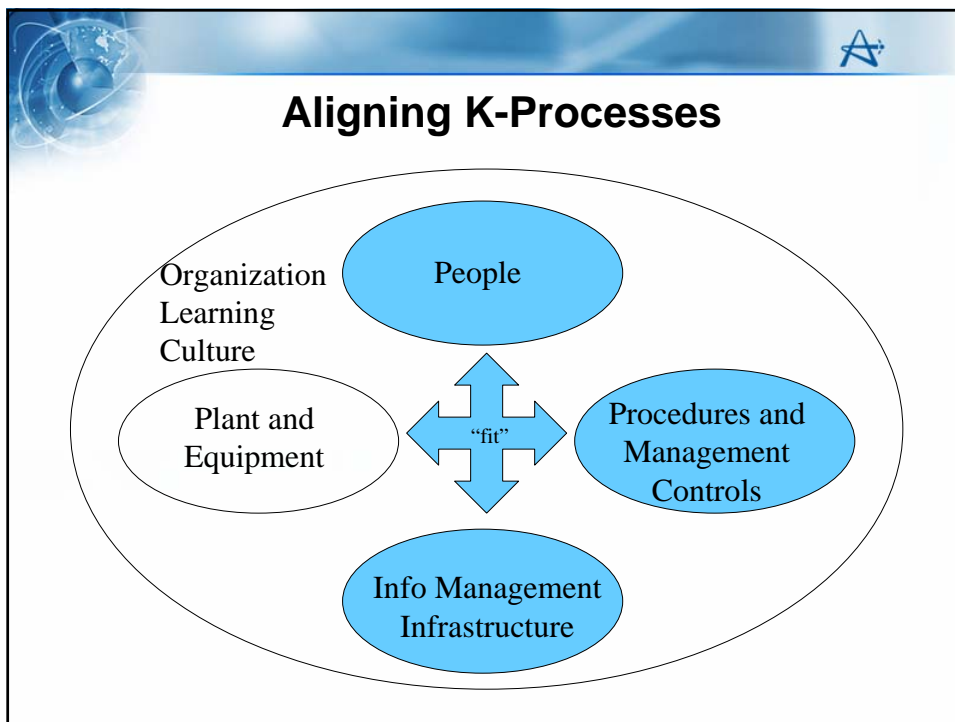 Aligning K-Processes
Organization
Learning
Culture
People
Plant and
Equipment
“fit”
Procedures and
Management
Controls
Info Management
Infrastructure